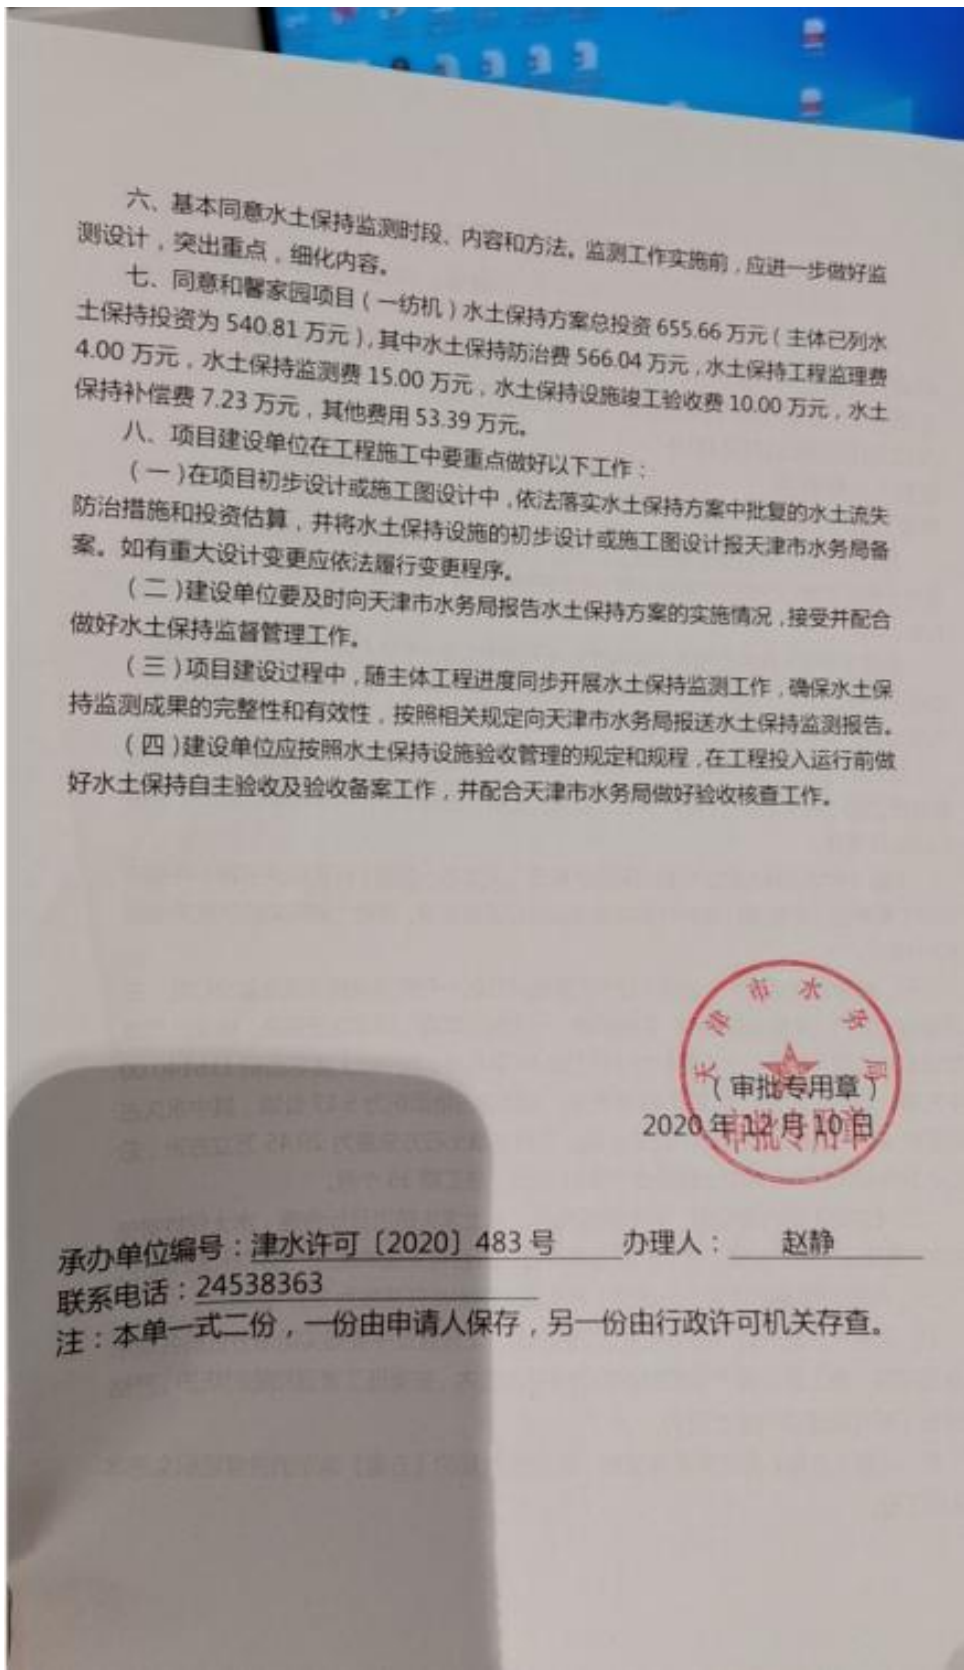 六、基本同意水土保持监测时段、内容和方法。监测工作实施前，应进一步做好监
测设计，突出重点，细化内容。
七、同意和馨家园项目（一纺机）水土保持方案总投资 655.66 万元（主体已列水
土保持投资为 540.81 万元），其中水土保持防治费 566.04 万元，水土保持工程监理费
4.00 万元，水土保持监测费 15.00 万元，水土保持设施竣工验收费 10.00 万元，水土
保持补偿费 7.23 万元，其他费用 53.39 万元。
八、项目建设单位在工程施工中要重点做好以下工作：
（一）在项目初步设计或施工图设计中，依法落实水土保持方案中批复的水土流失
防治措施和投资估算，并将水土保持设施的初步设计或施工图设计报天津市水务局备
案。如有重大设计变更应依法履行变更程序。
（二）建设单位要及时向天津市水务局报告水土保持方案的实施情况，接受并配合
做好水土保持监督管理工作。
（三）项目建设过程中，随主体工程进度同步开展水土保持监测工作，确保水土保
持监测成果的完整性和有效性，按照相关规定向天津市水务局报送水土保持监测报告。
（四）建设单位应按照水土保持设施验收管理的规定和规程，在工程投入运行前做
好水土保持自主验收及验收备案工作，并配合天津市水务局做好验收核查工作。
天津市水务局
（审批专用章）
2020 年 12 月 10 日
审批专用章
承办单位编号：津水许可〔2020〕483 号 办理人： 赵静
联系电话：24538363
注：本单一式二份，一份由申请人保存，另一份由行政许可机关存查。